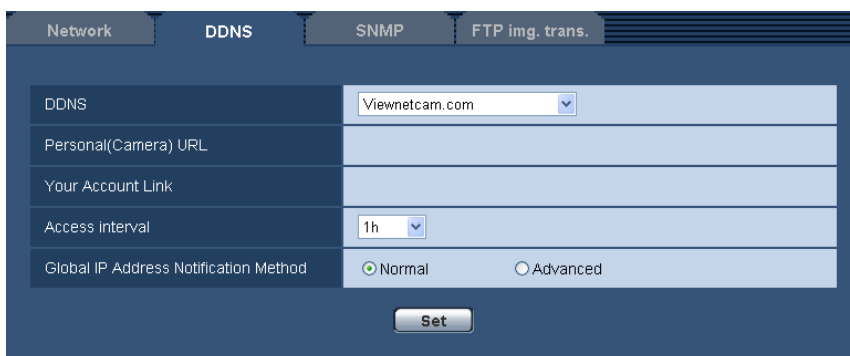 Network DDNS SNMP FTP img. trans.
DDNS Viewnetcam.com
Personal(Camera) URL
Your Account Link
Access interval 1h
Global IP Address Notification Method Normal Advanced
Set